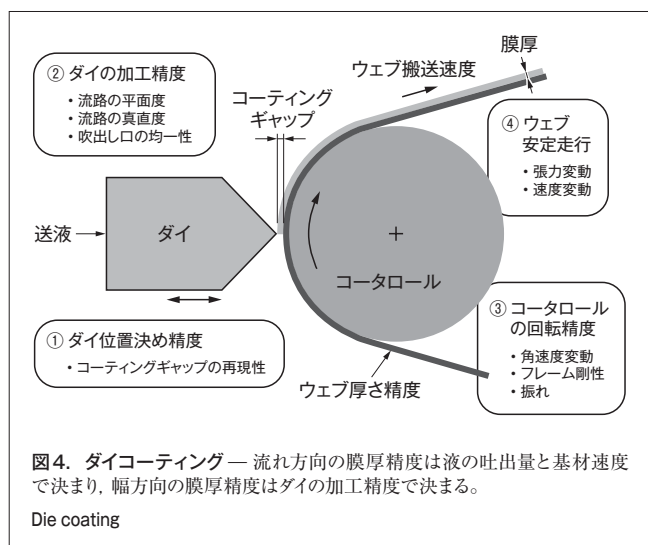 ② ダイの加工精度
・流路の平面度
・流路の真直度
・吹出し口の均一性
コーティング
ギャップ
ウェブ搬送速度
膜厚
④ ウェブ
安定走行
・張力変動
・速度変動
送液
ダイ
コータロール
① ダイ位置決め精度
・コーティングギャップの再現性
ウェブ厚さ精度
③ コータロール
の回転精度
・角速度変動
・フレーム剛性
・振れ
図4. ダイコーティング — 流れ方向の膜厚精度は液の吐出量と基材速度
で決まり, 幅方向の膜厚精度はダイの加工精度で決まる。
Die coating